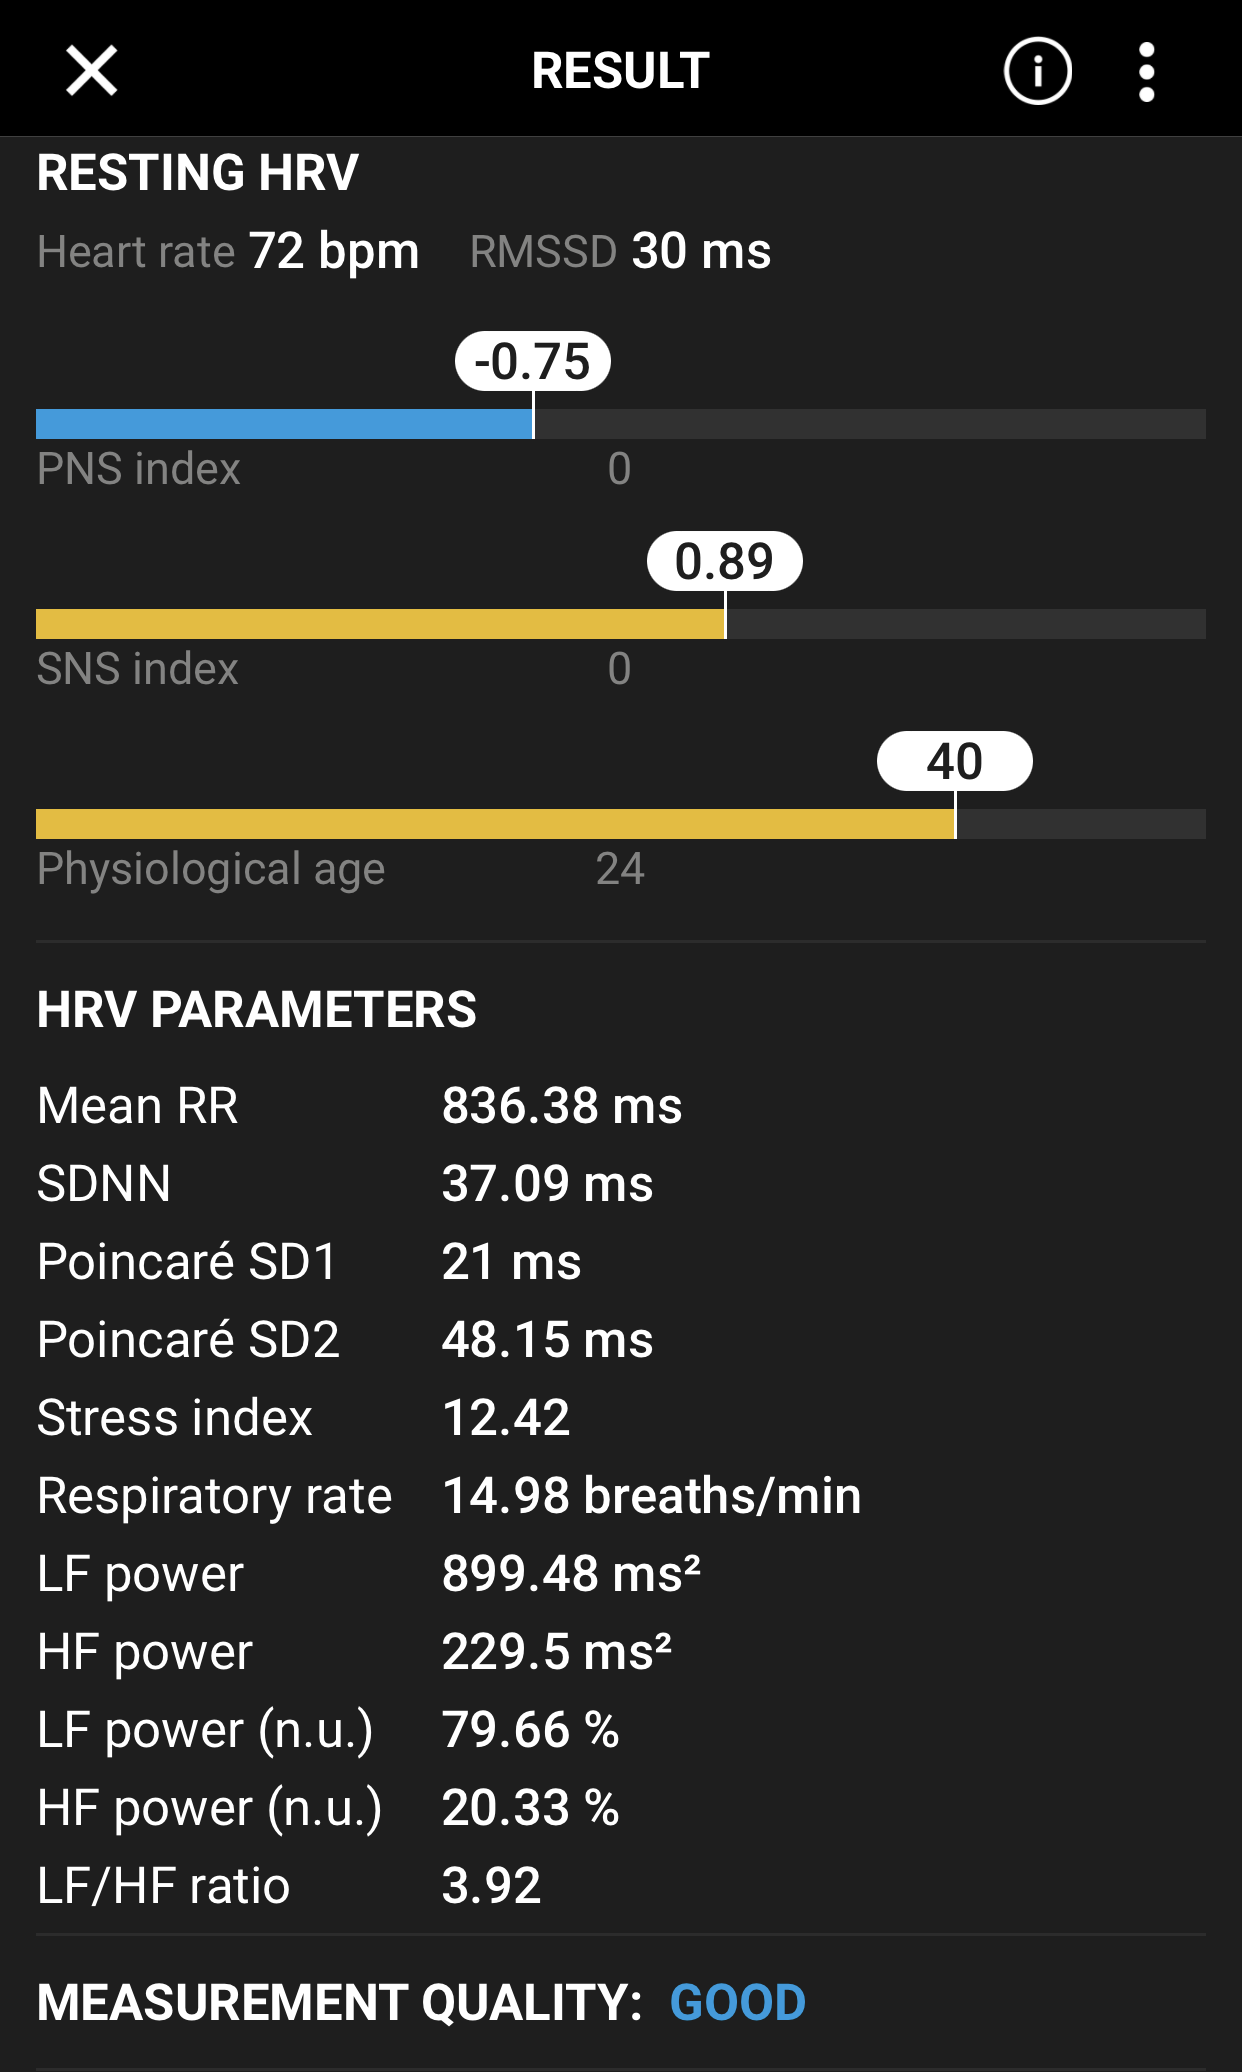 RESULT
RESTING HRV
Heart rate 72 bpm RMSSD 30 ms
-0.75
PNS index 0
0.89
SNS index 0
40
Physiological age 24
HRV PARAMETERS
Mean RR 836.38 ms
SDNN 37.09 ms
Poincaré SD1 21 ms
Poincaré SD2 48.15 ms
Stress index 12.42
Respiratory rate 14.98 breaths/min
LF power 899.48 ms²
HF power 229.5 ms²
LF power (n.u.) 79.66 %
HF power (n.u.) 20.33 %
LF/HF ratio 3.92
MEASUREMENT QUALITY: GOOD